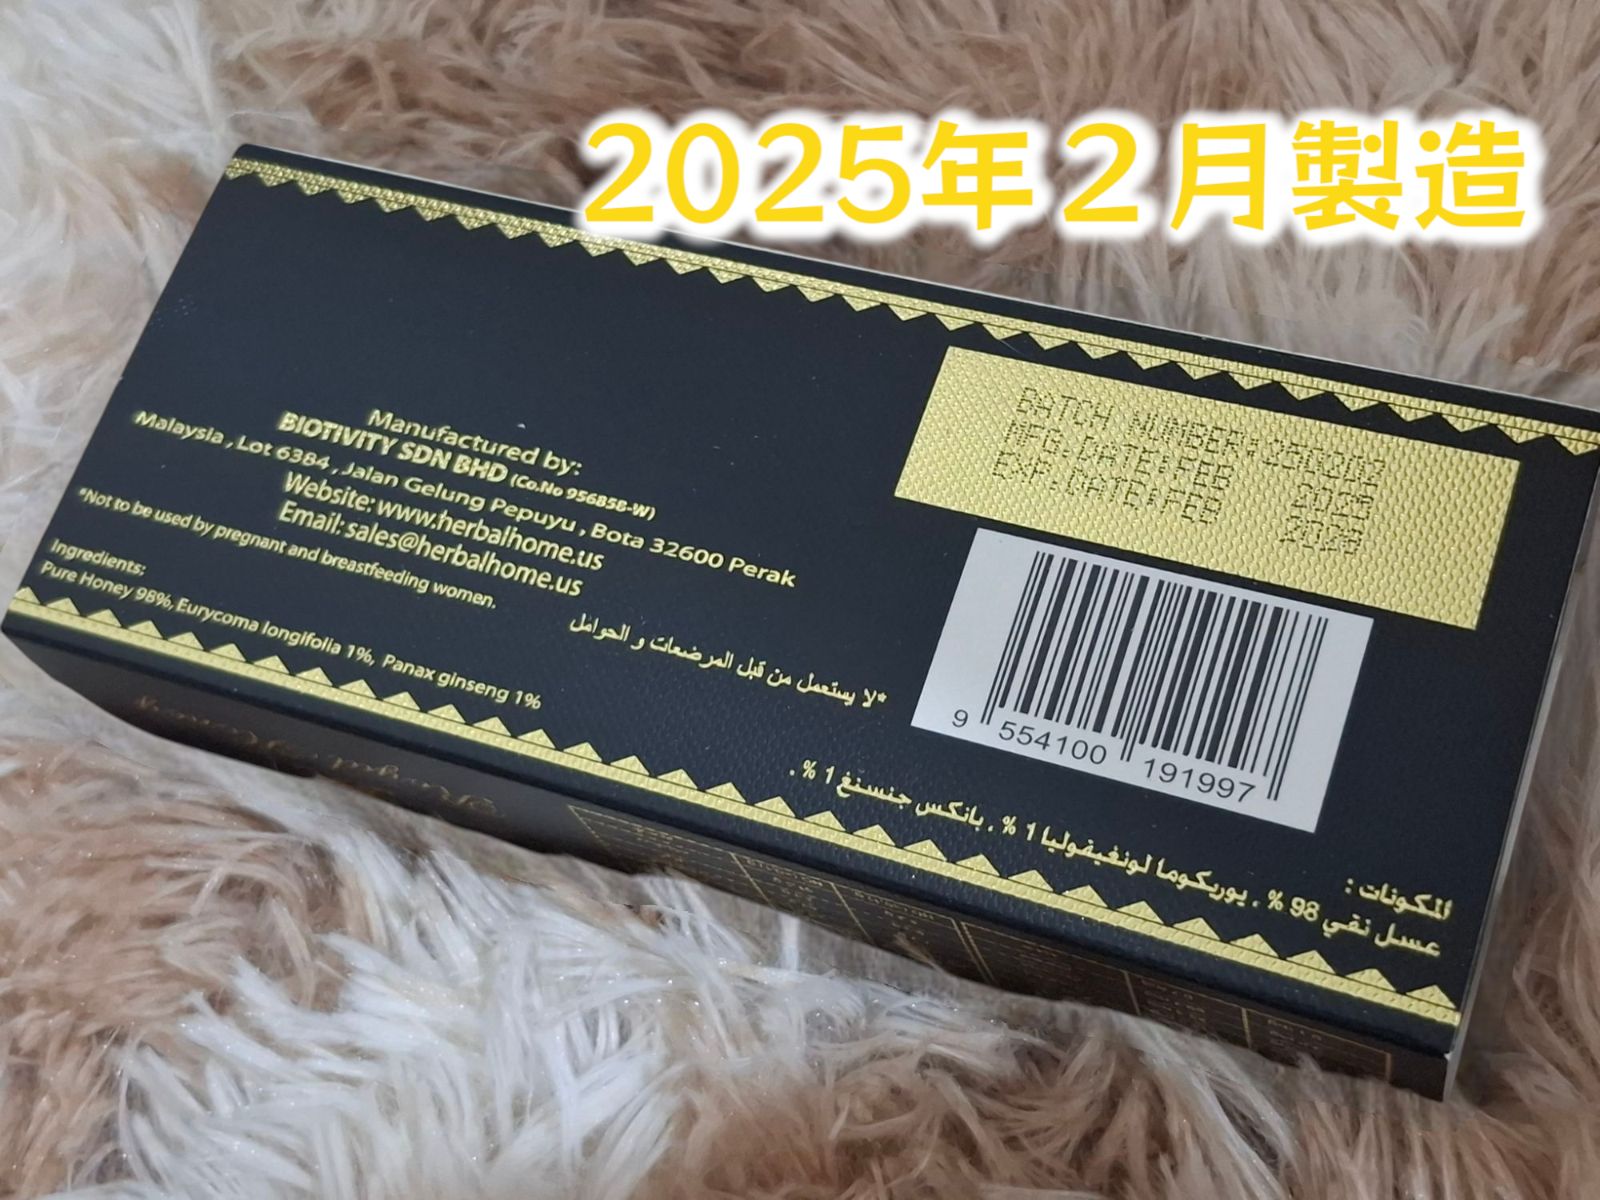 2025年２月製造
BATCH NUMBER:250202
MFG.DATE:FEB 2025
EXP.DATE:FEB 2028
Manufactured by:
BIOTIVITY SDN BHD (Co.No 956858-W)
Malaysia , Lot 6384 , Jalan Gelung Pepuyu , Bota 32600 Perak
Website: www.herbalhome.us
Email: sales@herbalhome.us
*Not to be used by pregnant and breastfeeding women.
Ingredients:
Pure Honey 98%, Eurycoma longifolia 1%, Panax ginseng 1%
*لا يستعمل من قبل المرضعات و الحوامل
9 554100 191997
المكونات :
عسل نقي 98 % . يوريكوما لونغيفوليا 1 % . بانكس جنسنغ 1 % .